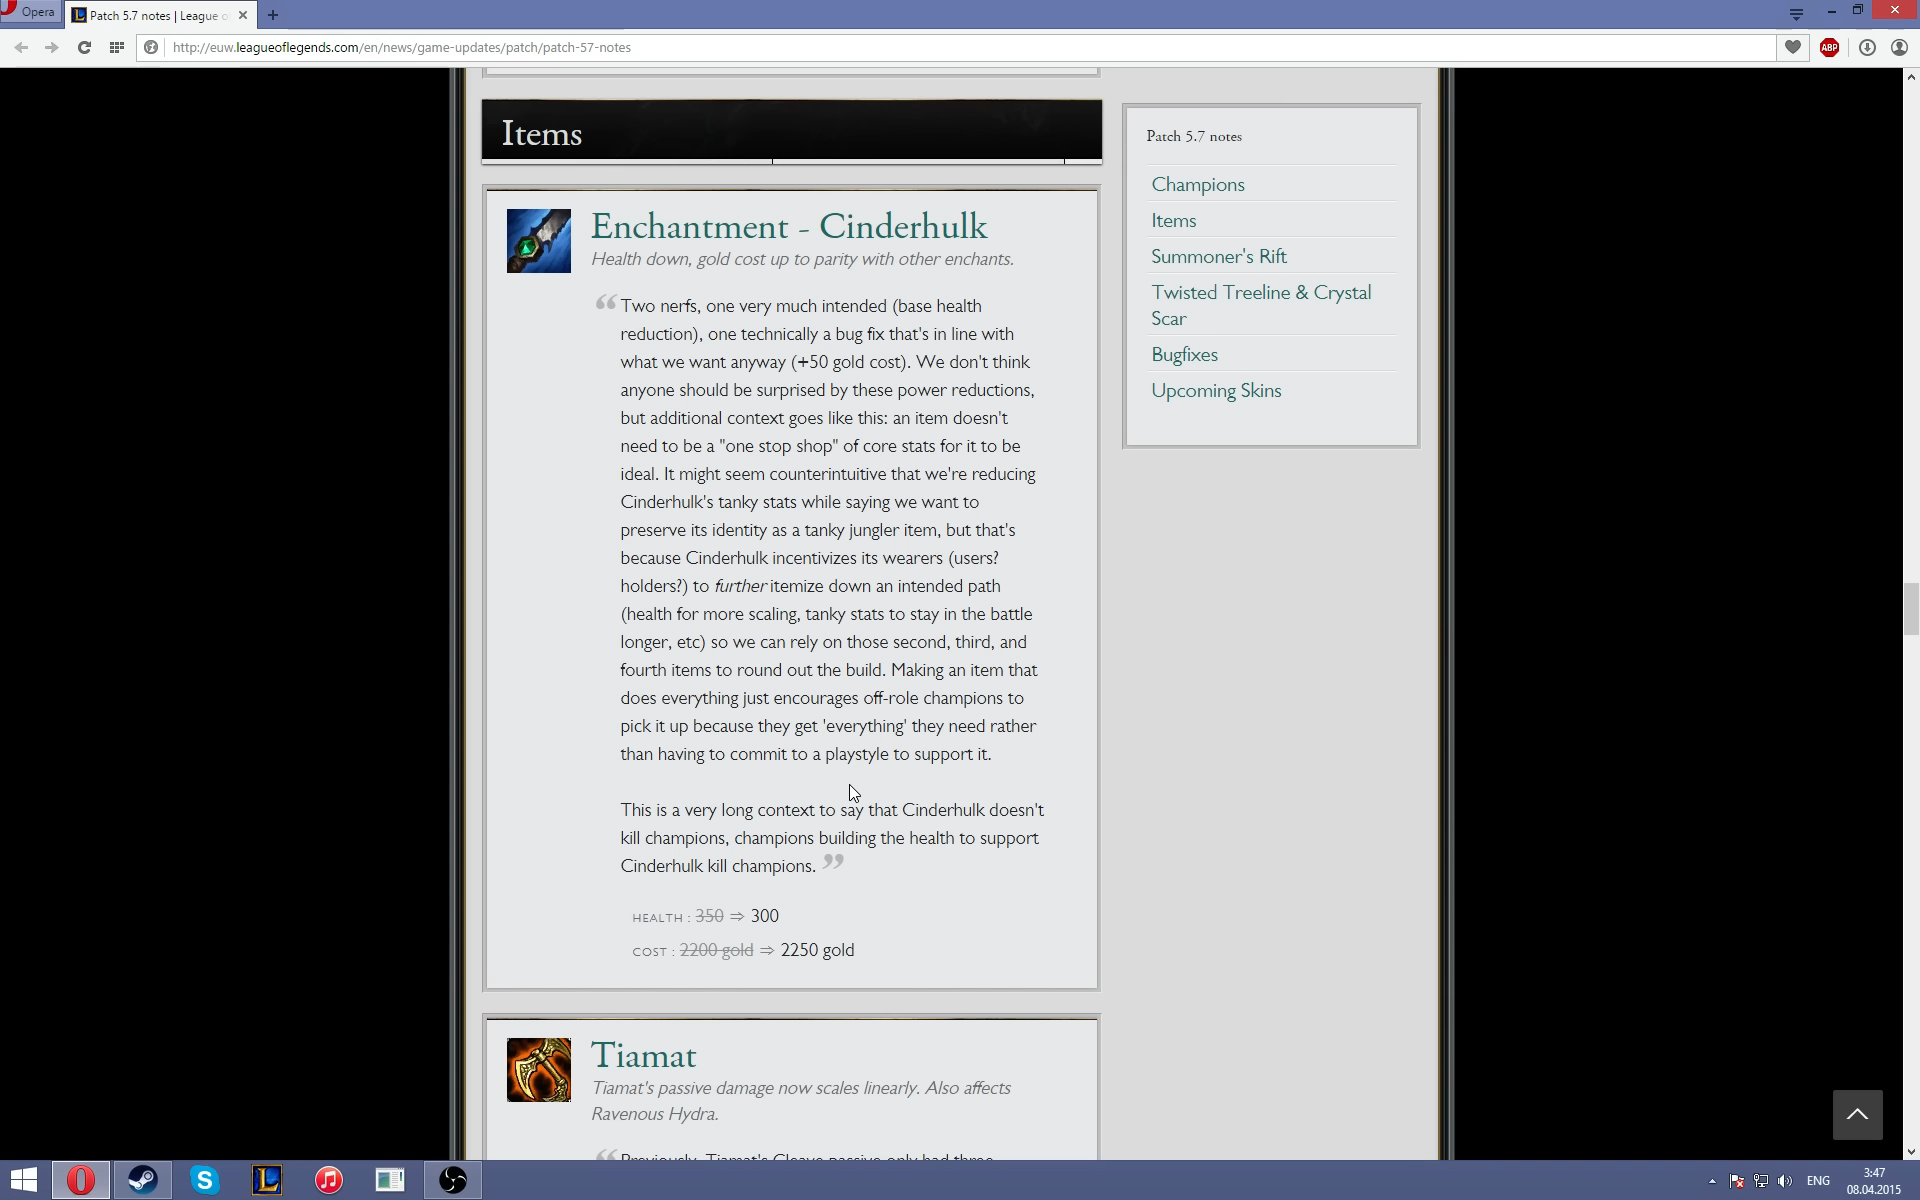 Opera
Patch 5.7 notes | League o
http://euw.leagueoflegends.com/en/news/game-updates/patch/patch-57-notes
ABP
Items
Enchantment - Cinderhulk
Health down, gold cost up to parity with other enchants.
“ Two nerfs, one very much intended (base health
reduction), one technically a bug fix that's in line with
what we want anyway (+50 gold cost). We don't think
anyone should be surprised by these power reductions,
but additional context goes like this: an item doesn't
need to be a "one stop shop" of core stats for it to be
ideal. It might seem counterintuitive that we're reducing
Cinderhulk's tanky stats while saying we want to
preserve its identity as a tanky jungler item, but that's
because Cinderhulk incentivizes its wearers (users?
holders?) to further itemize down an intended path
(health for more scaling, tanky stats to stay in the battle
longer, etc) so we can rely on those second, third, and
fourth items to round out the build. Making an item that
does everything just encourages off-role champions to
pick it up because they get 'everything' they need rather
than having to commit to a playstyle to support it.
This is a very long context to say that Cinderhulk doesn't
kill champions, champions building the health to support
Cinderhulk kill champions. ”
HEALTH : 350 ⇒ 300
COST : 2200 gold ⇒ 2250 gold
Tiamat
Tiamat's passive damage now scales linearly. Also affects
Ravenous Hydra.
“ Previously, Tiamat's Cleave passive only had three
Patch 5.7 notes
Champions
Items
Summoner's Rift
Twisted Treeline & Crystal
Scar
Bugfixes
Upcoming Skins
ENG
3:47
08.04.2015